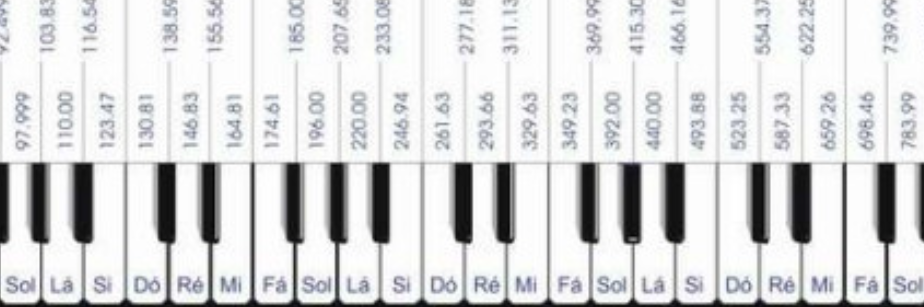 92.499 103.83 116.54 138.59 155.56 185.00 207.65 233.08 277.18 311.13 369.99 415.30 466.16 554.37 622.25 739.99
97.999 110.00 123.47 130.81 146.83 164.81 174.61 196.00 220.00 246.94 261.63 293.66 329.63 349.23 392.00 440.00 493.88 523.25 587.33 659.26 698.46 783.99
Sol Lá Si Dó Ré Mi Fá Sol Lá Si Dó Ré Mi Fá Sol Lá Si Dó Ré Mi Fá So